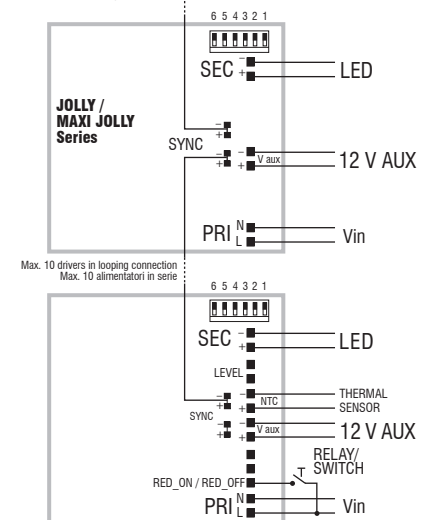 6 5 4 3 2 1
SEC - +
LED
JOLLY /
MAXI JOLLY
Series
SYNC
- +
- +
- +
V aux
12 V AUX
PRI N L
Vin
Max. 10 drivers in looping connection
Max. 10 alimentatori in serie
6 5 4 3 2 1
SEC - +
LED
LEVEL
- +
NTC
THERMAL
SENSOR
- +
SYNC
- +
- +
V aux
12 V AUX
RELAY/
SWITCH
RED_ON / RED_OFF
PRI N L
Vin